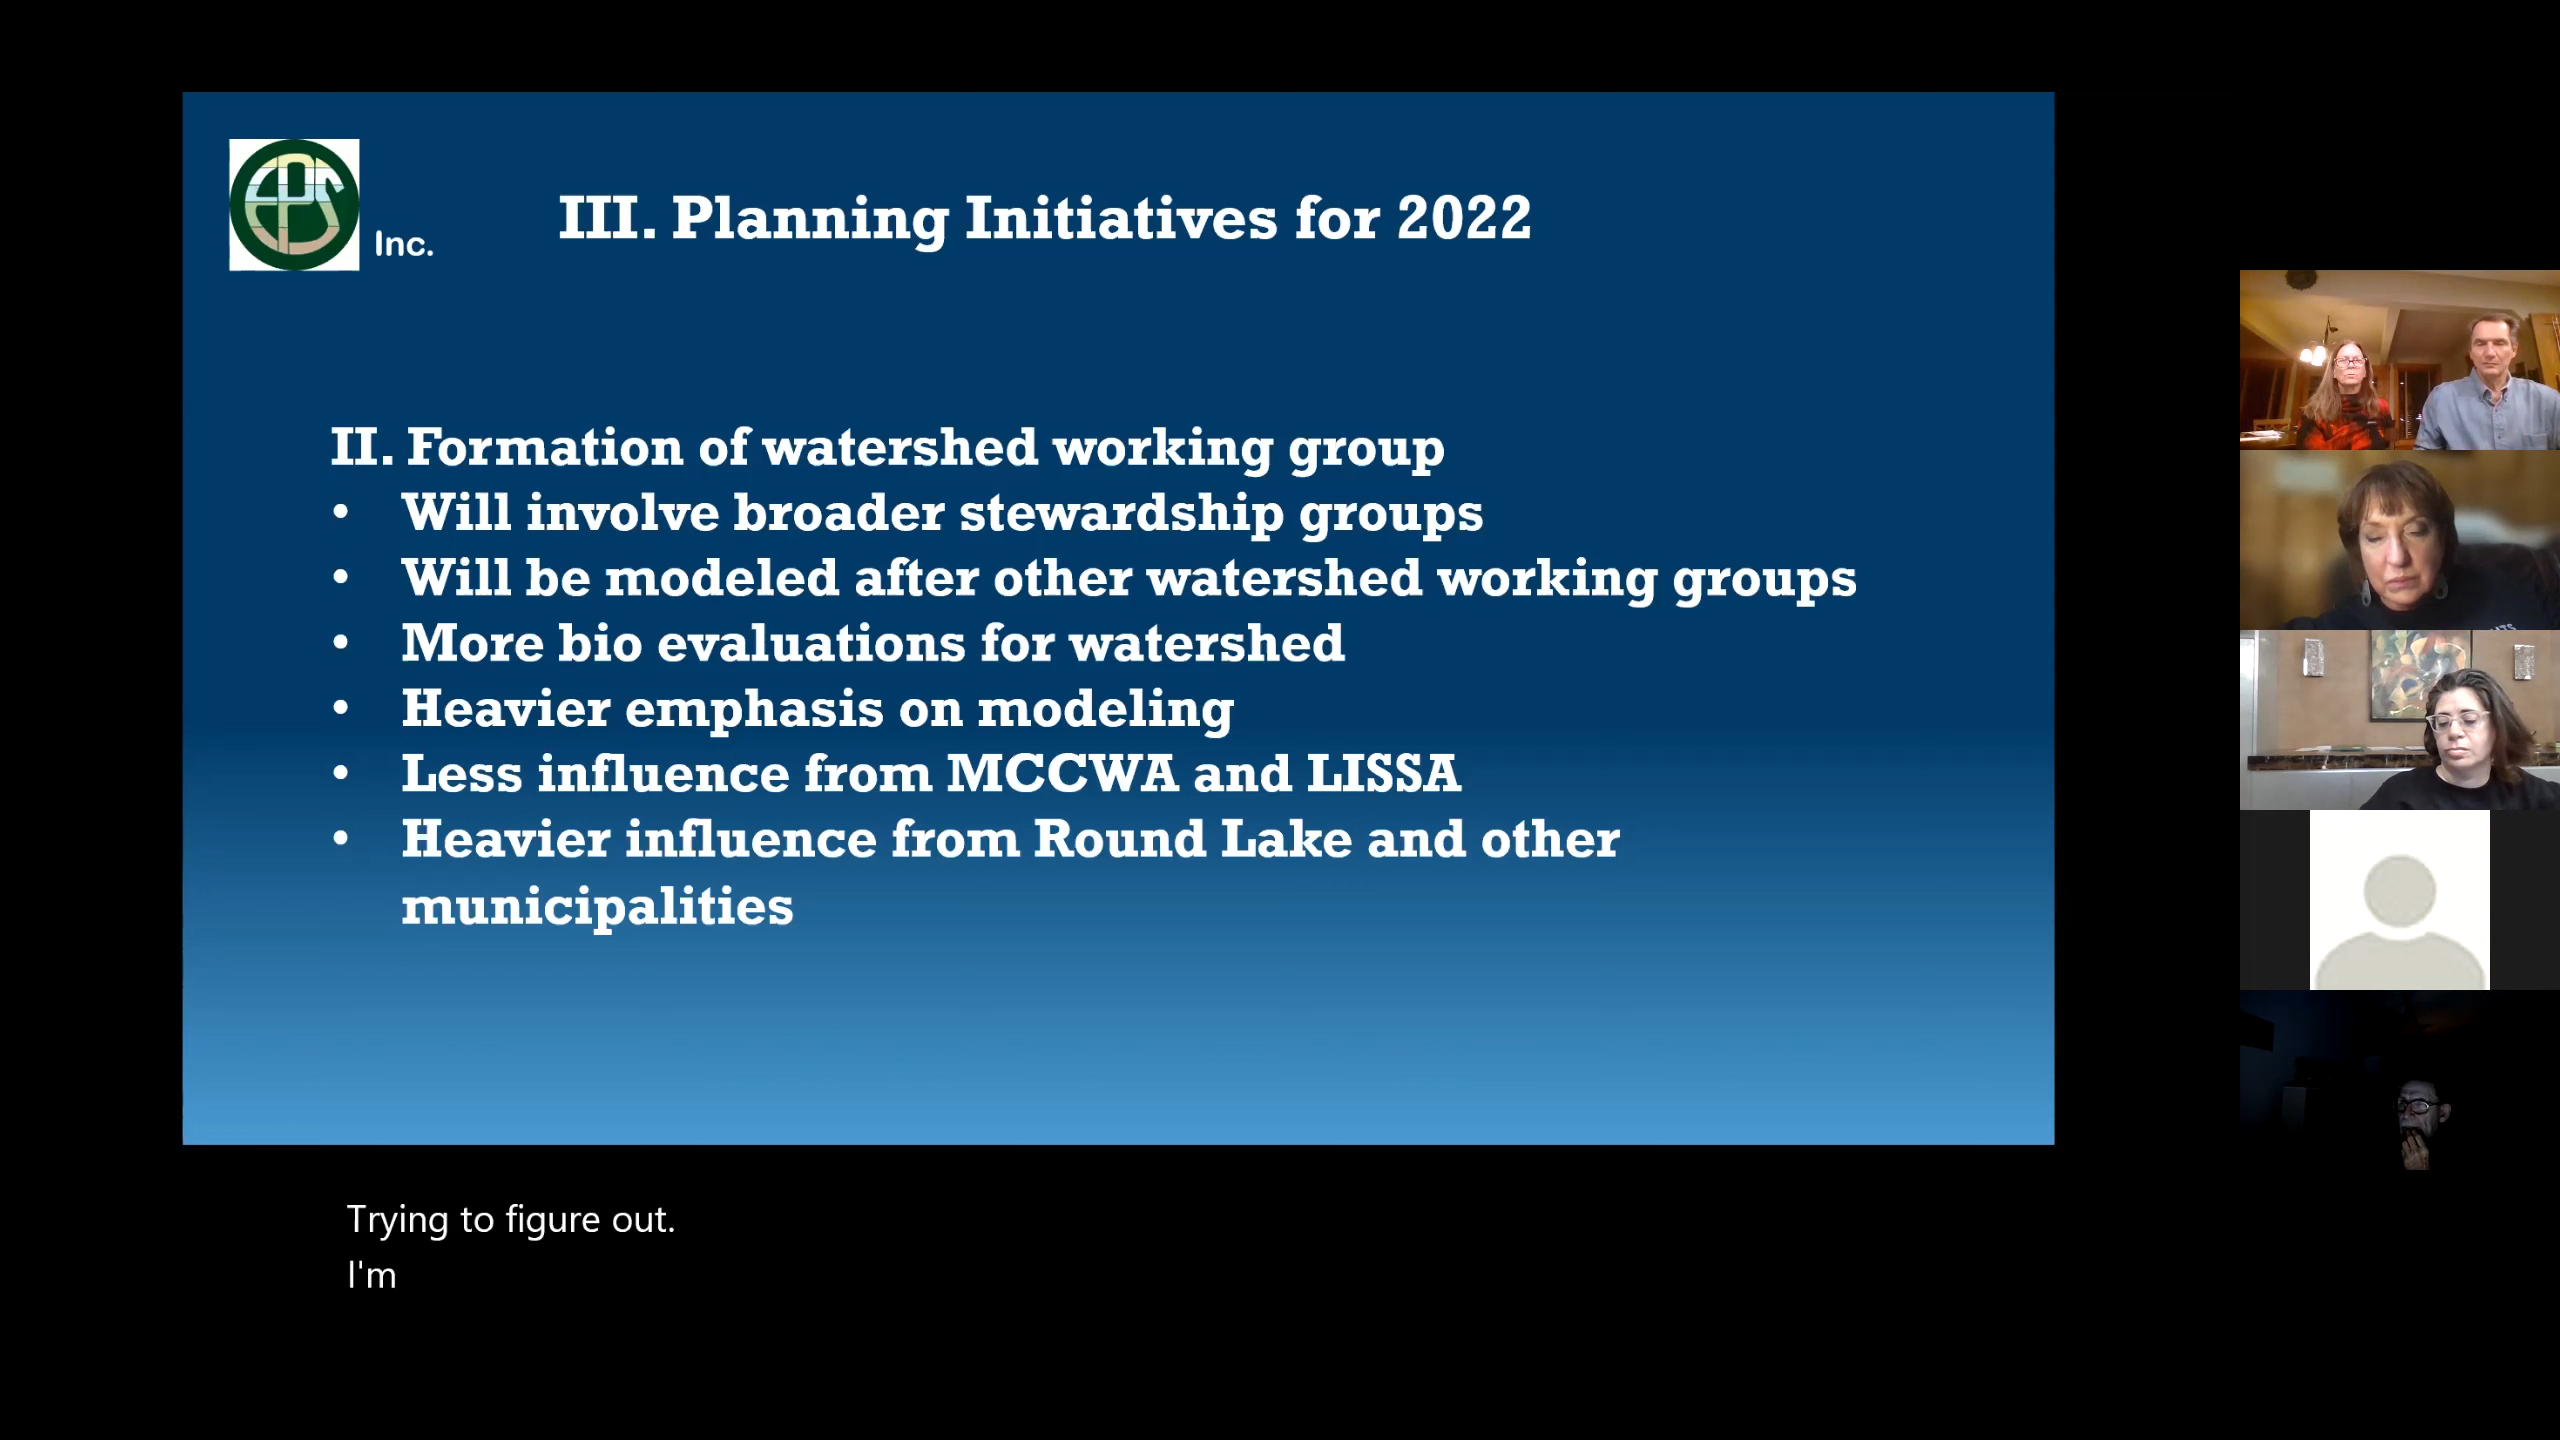 EPS
Inc.
III. Planning Initiatives for 2022
II. Formation of watershed working group
• Will involve broader stewardship groups
• Will be modeled after other watershed working groups
• More bio evaluations for watershed
• Heavier emphasis on modeling
• Less influence from MCCWA and LISSA
• Heavier influence from Round Lake and other
municipalities
Trying to figure out.
I'm